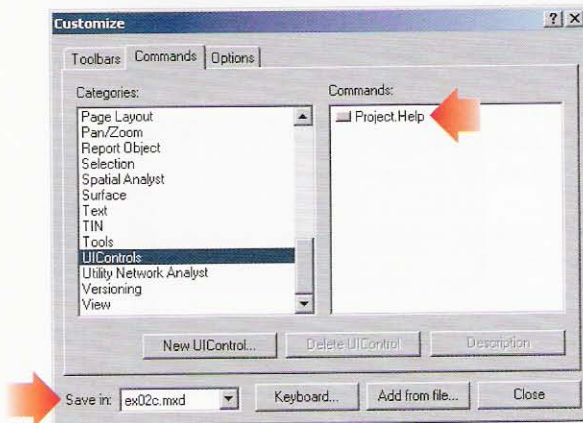 Customize
Toolbars Commands Options
Categories:
Page Layout
Pan/Zoom
Report Object
Selection
Spatial Analyst
Surface
Text
TIN
Tools
UIControls
Utility Network Analyst
Versioning
View
Commands:
Project.Help
New UIControl...
Delete UIControl
Description
Save in: ex02c.mxd
Keyboard...
Add from file...
Close